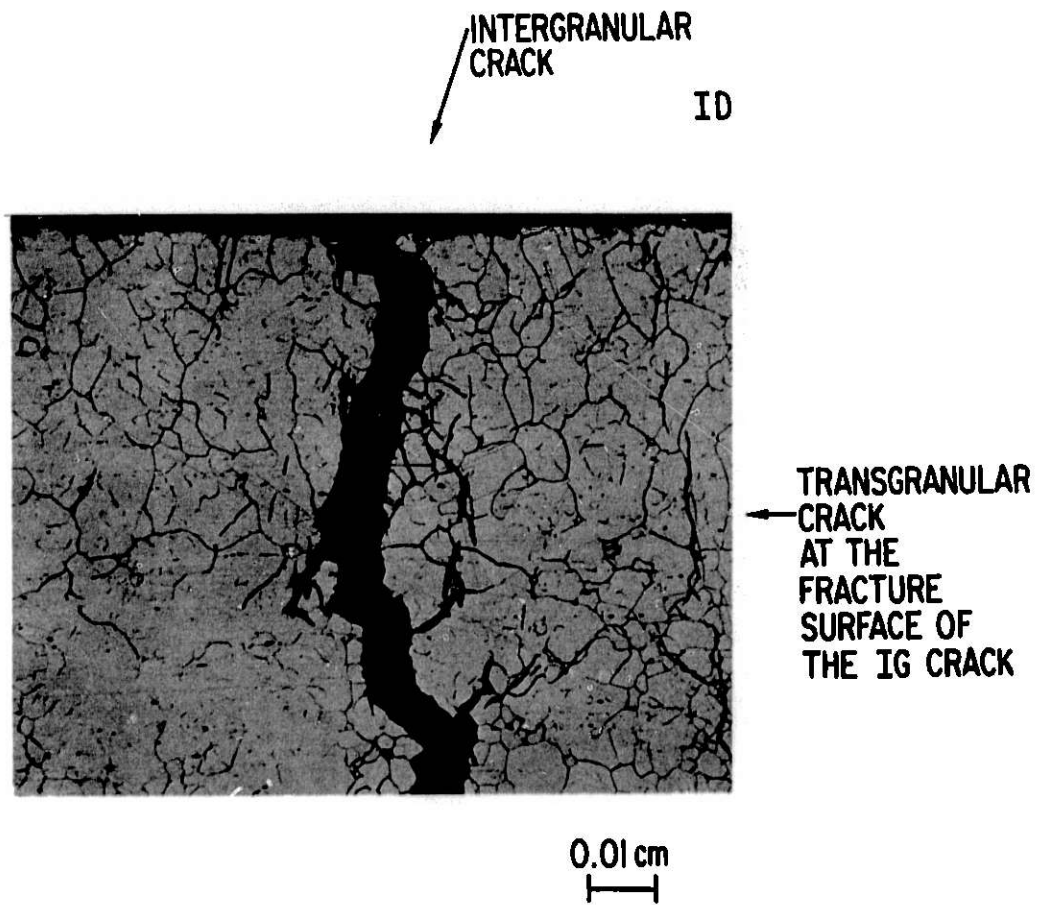 INTERGRANULAR
CRACK
ID
TRANSGRANULAR
CRACK
AT THE
FRACTURE
SURFACE OF
THE IG CRACK
0.01 cm